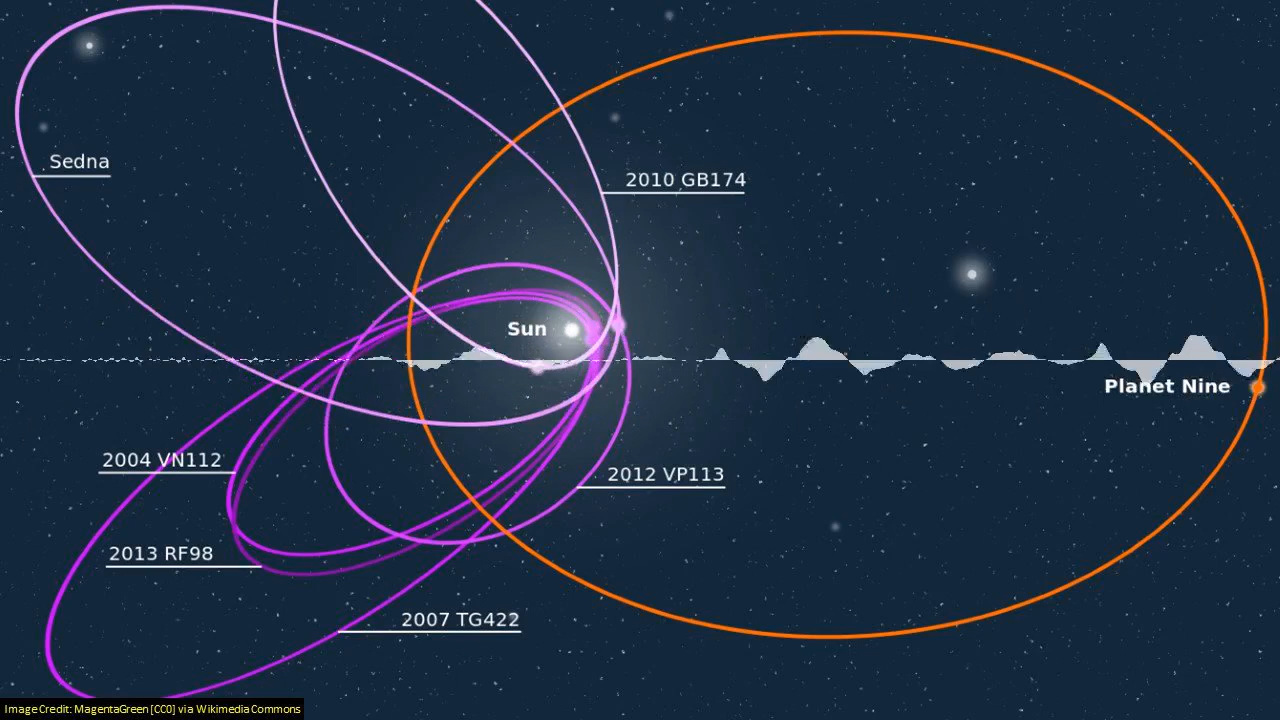 Sedna
2010 GB174
Sun
Planet Nine
2004 VN112
2012 VP113
2013 RF98
2007 TG422
Image Credit: MagentaGreen [CC0] via Wikimedia Commons